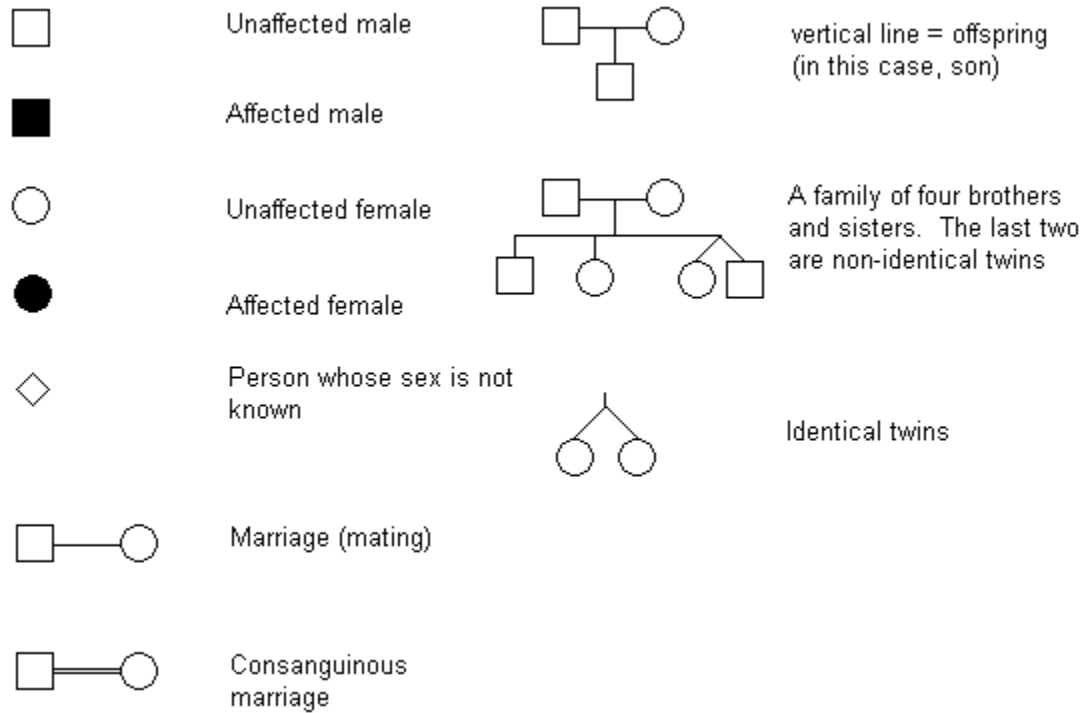 Unaffected male
Affected male
Unaffected female
Affected female
Person whose sex is not
known
Marriage (mating)
Consanguinous
marriage
vertical line = offspring
(in this case, son)
A family of four brothers
and sisters.  The last two
are non-identical twins
Identical twins